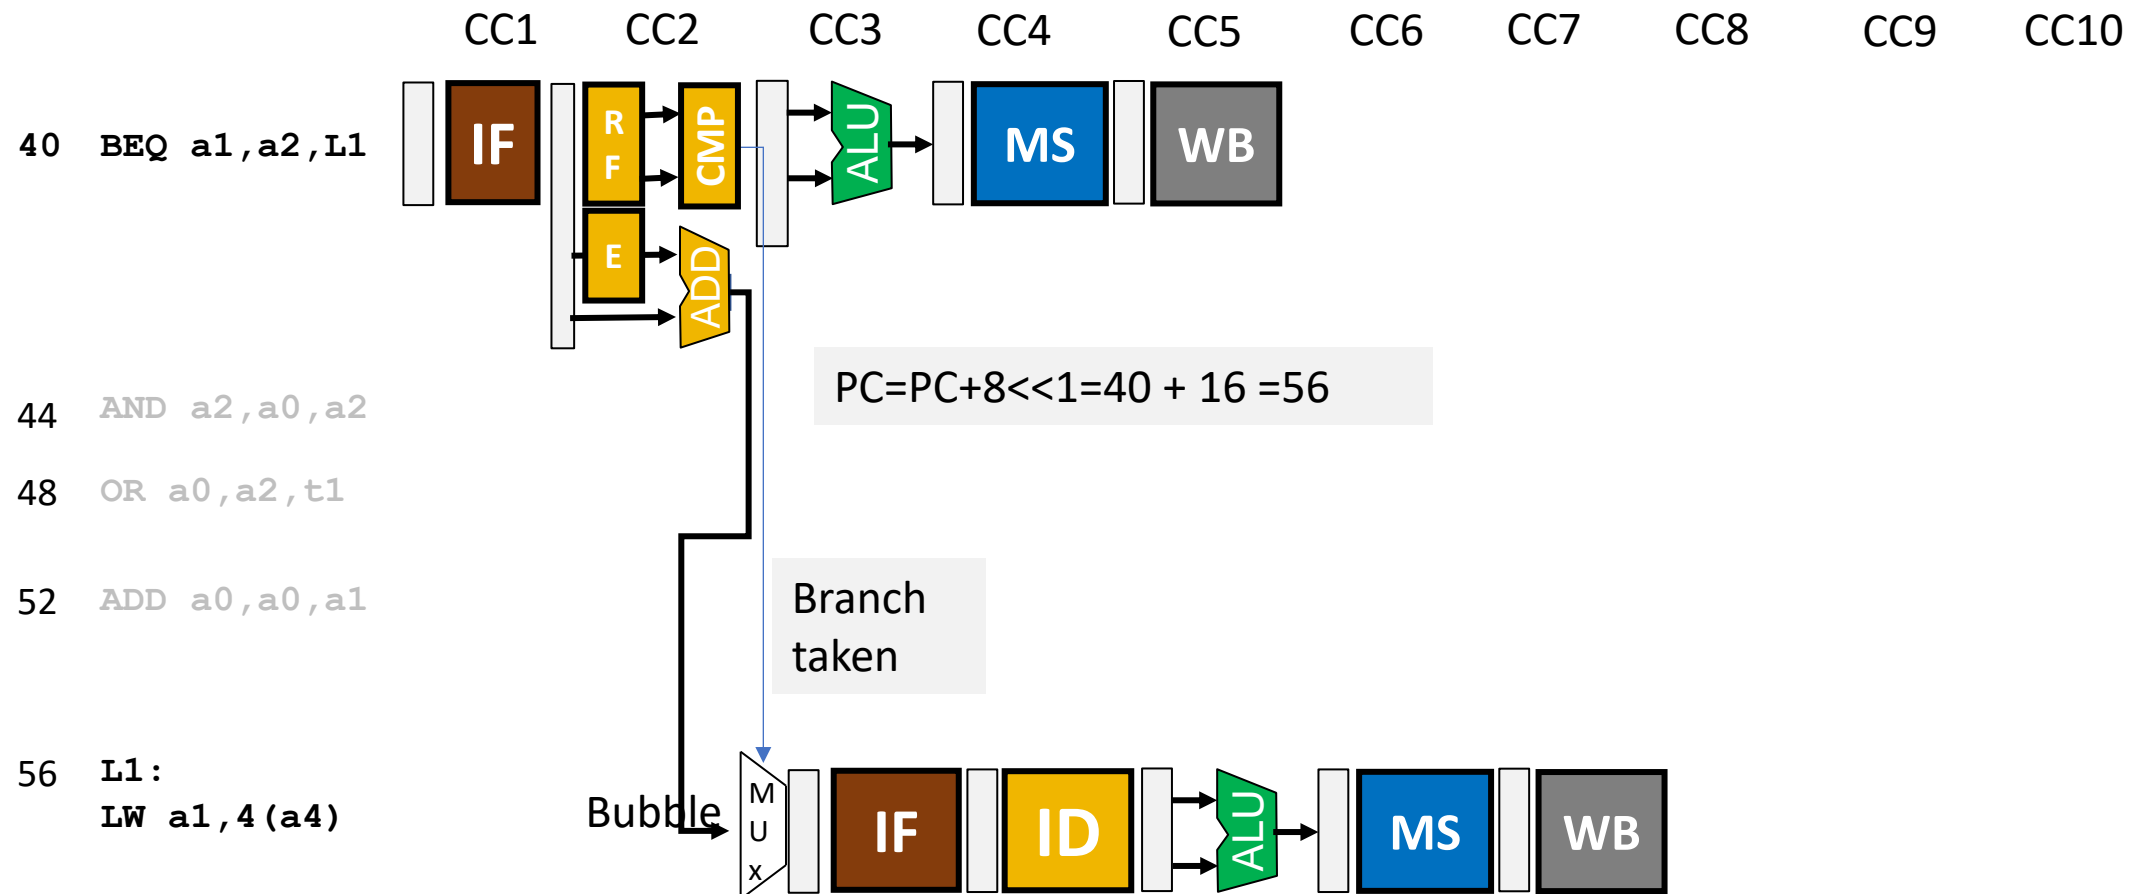 CC1 CC2 CC3 CC4 CC5 CC6 CC7 CC8 CC9 CC10
40 BEQ a1,a2,L1
IF
R
F
CMP
ALU
MS
WB
E
ADD
PC=PC+8<<1=40 + 16 =56
44 AND a2,a0,a2
48 OR a0,a2,t1
52 ADD a0,a0,a1
Branch
taken
56 L1:
LW a1,4(a4)
Bubble
M
U
x
IF
ID
ALU
MS
WB